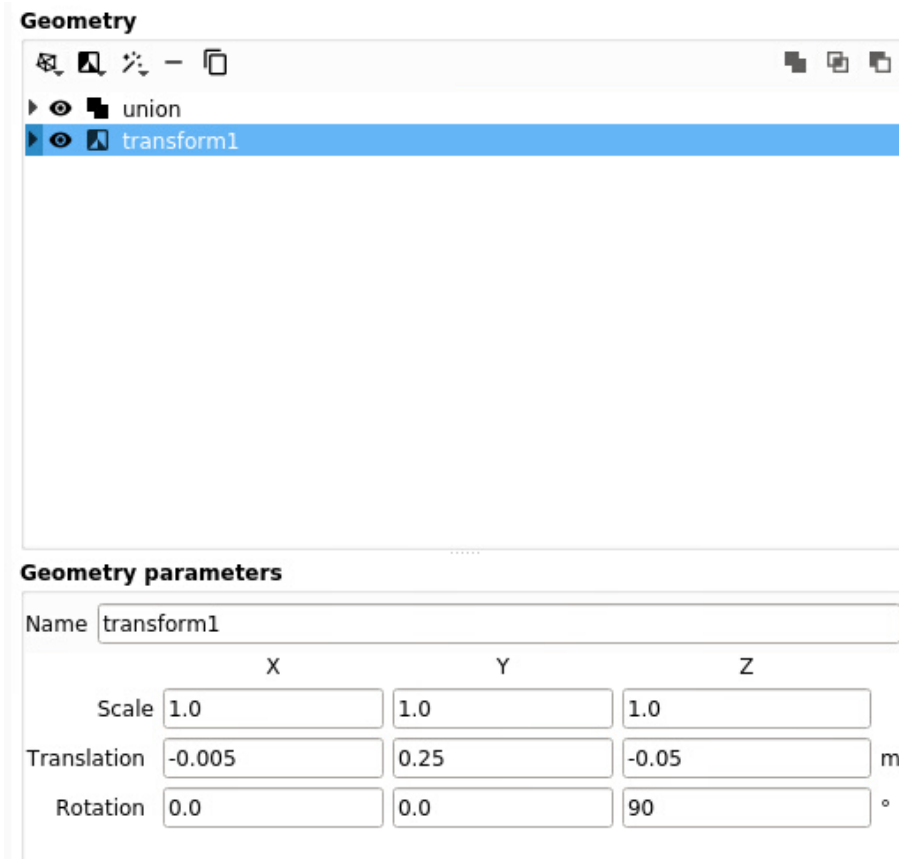 Geometry
union
transform1
Geometry parameters
Name transform1
X Y Z
Scale 1.0 1.0 1.0
Translation -0.005 0.25 -0.05 m
Rotation 0.0 0.0 90 °